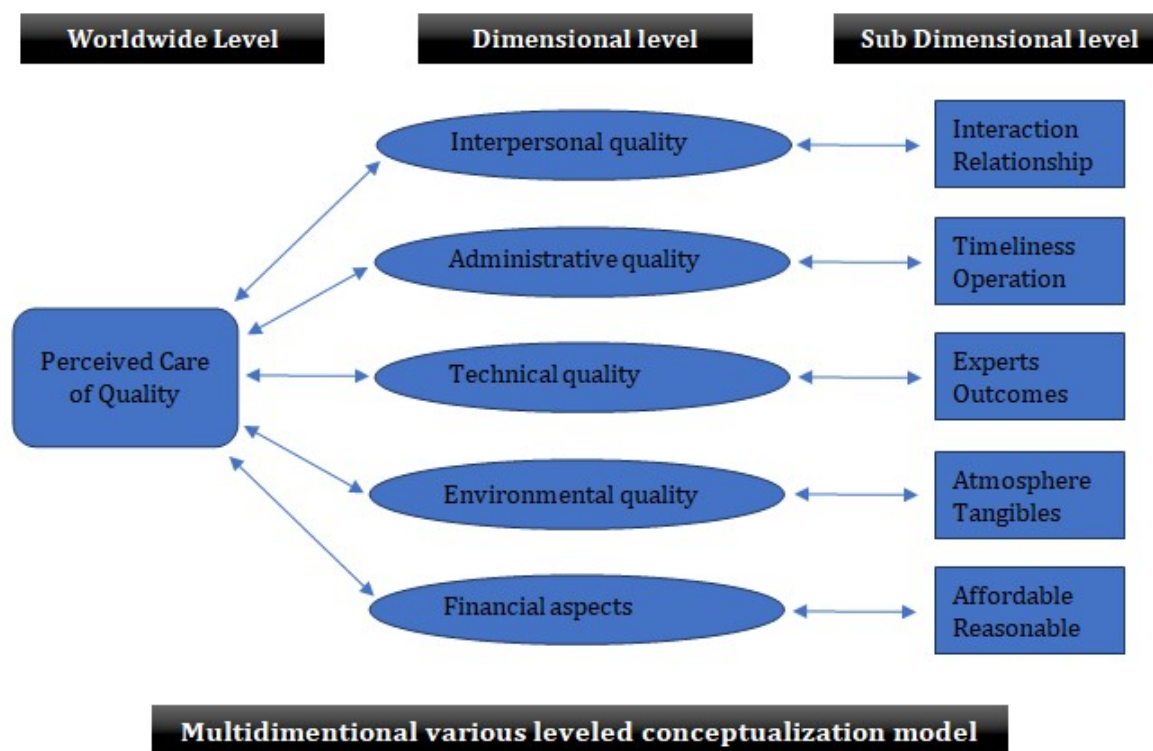 Worldwide Level
Dimensional level
Sub Dimensional level
Interpersonal quality
Interaction
Relationship
Administrative quality
Timeliness
Operation
Perceived Care
of Quality
Technical quality
Experts
Outcomes
Environmental quality
Atmosphere
Tangibles
Financial aspects
Affordable
Reasonable
Multidimentional various leveled conceptualization model